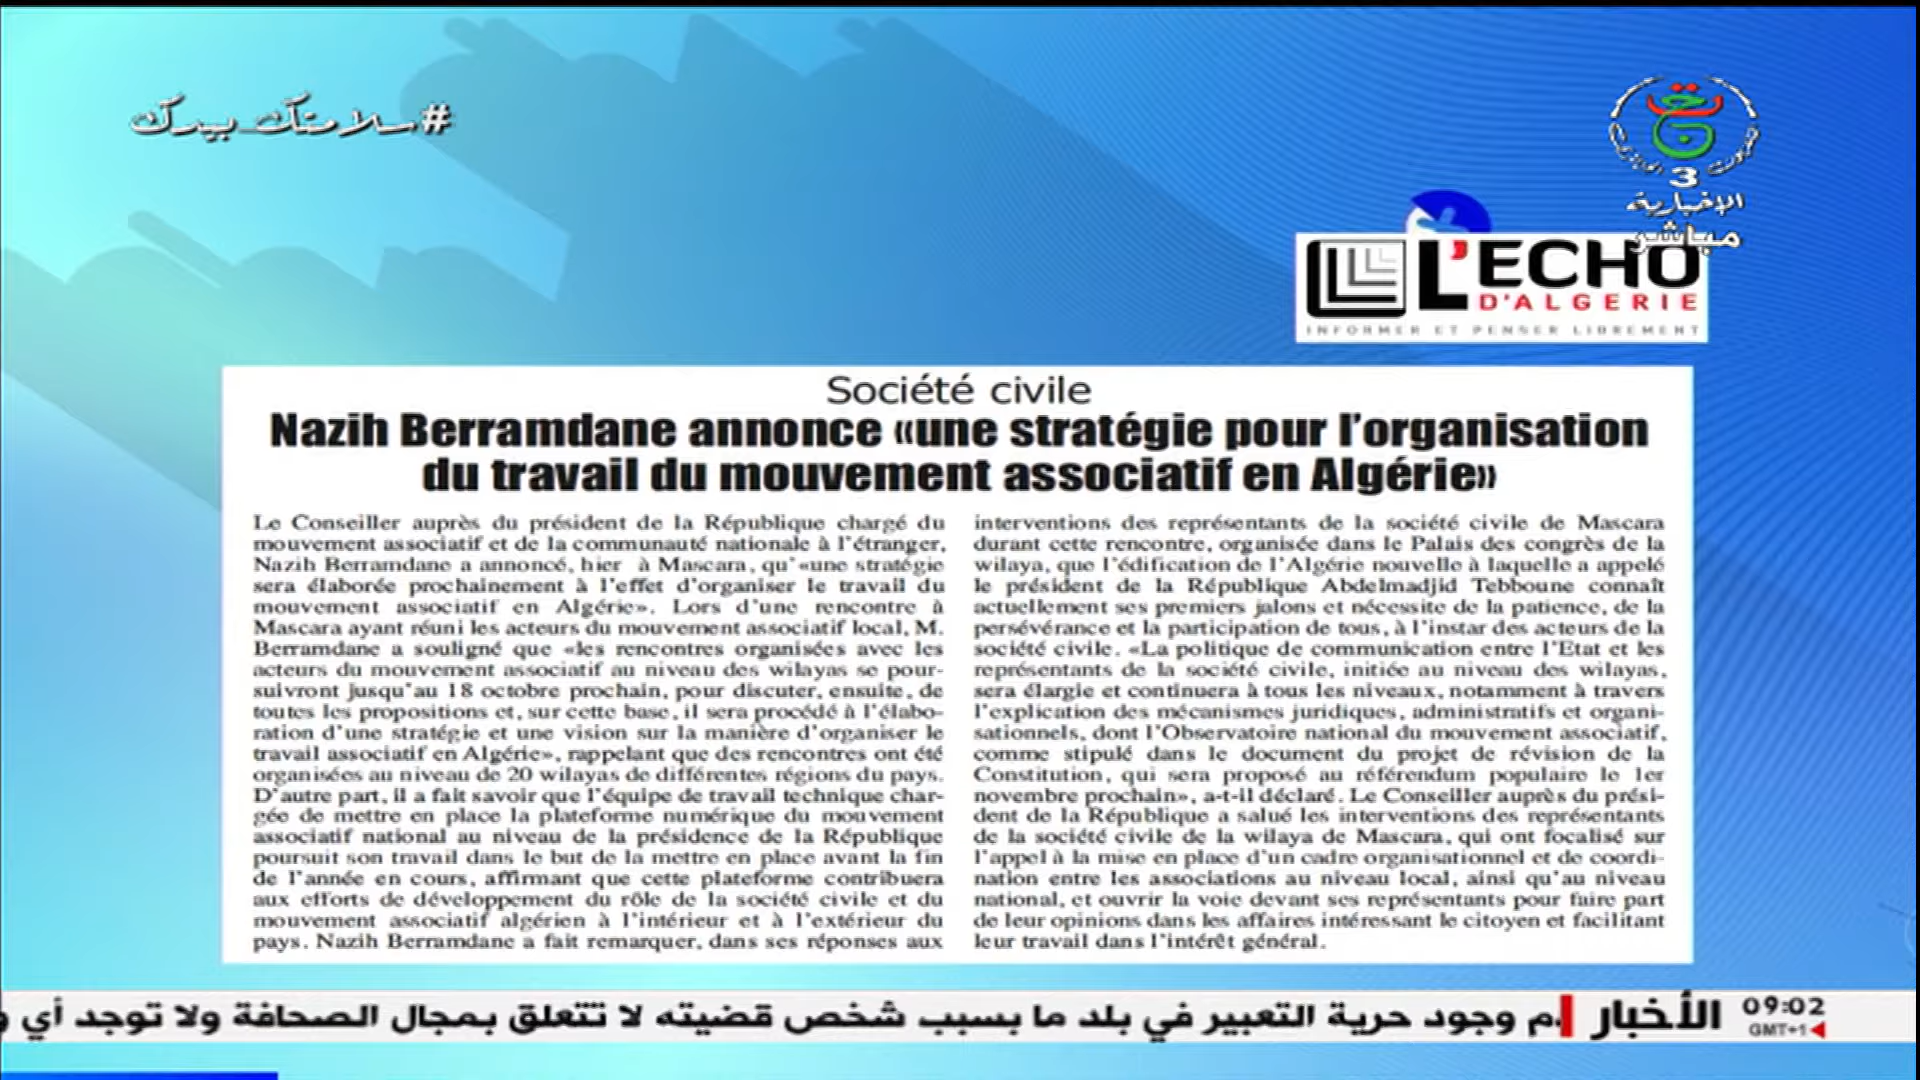 #سلامتك_بيدك
3
الإخبارية
مباشر
L'ECHO
D'ALGERIE
INFORMER ET PENSER LIBREMENT
Société civile
Nazih Berramdane annonce «une stratégie pour l'organisation
du travail du mouvement associatif en Algérie»
Le Conseiller auprès du président de la République chargé du
mouvement associatif et de la communauté nationale à l'étranger,
Nazih Berramdane a annoncé, hier à Mascara, qu'«une stratégie
sera élaborée prochainement à l'effet d'organiser le travail du
mouvement associatif en Algérie». Lors d'une rencontre à
Mascara ayant réuni les acteurs du mouvement associatif local, M.
Berramdane a souligné que «les rencontres organisées avec les
acteurs du mouvement associatif au niveau des wilayas se pour-
suivront jusqu'au 18 octobre prochain, pour discuter, ensuite, de
toutes les propositions et, sur cette base, il sera procédé à l'élabo-
ration d'une stratégie et une vision sur la manière d'organiser le
travail associatif en Algérie», rappelant que des rencontres ont été
organisées au niveau de 20 wilayas de différentes régions du pays.
D'autre part, il a fait savoir que l'équipe de travail technique char-
gée de mettre en place la plateforme numérique du mouvement
associatif national au niveau de la présidence de la République
poursuit son travail dans le but de la mettre en place avant la fin
de l'année en cours, affirmant que cette plateforme contribuera
aux efforts de développement du rôle de la société civile et du
mouvement associatif algérien à l'intérieur et à l'extérieur du
pays. Nazih Berramdane a fait remarquer, dans ses réponses aux
interventions des représentants de la société civile de Mascara
durant cette rencontre, organisée dans le Palais des congrès de la
wilaya, que l'édification de l'Algérie nouvelle à laquelle a appelé
le président de la République Abdelmadjid Tebboune connaît
actuellement ses premiers jalons et nécessite de la patience, de la
persévérance et la participation de tous, à l'instar des acteurs de la
société civile. «La politique de communication entre l'Etat et les
représentants de la société civile, initiée au niveau des wilayas,
sera élargie et continuera à tous les niveaux, notamment à travers
l'explication des mécanismes juridiques, administratifs et organi-
sationnels, dont l'Observatoire national du mouvement associatif,
comme stipulé dans le document du projet de révision de la
Constitution, qui sera proposé au référendum populaire le 1er
novembre prochain», a-t-il déclaré. Le Conseiller auprès du prési-
dent de la République a salué les interventions des représentants
de la société civile de la wilaya de Mascara, qui ont focalisé sur
l'appel à la mise en place d'un cadre organisationnel et de coordi-
nation entre les associations au niveau local, ainsi qu'au niveau
national, et ouvrir la voie devant ses représentants pour faire part
de leur opinions dans les affaires intéressant le citoyen et facilitant
leur travail dans l'intérêt général.
09:02
GMT+1
الأخبار
وجود حرية التعبير في بلد ما بسبب شخص قضيته لا تتعلق بمجال الصحافة ولا توجد أي